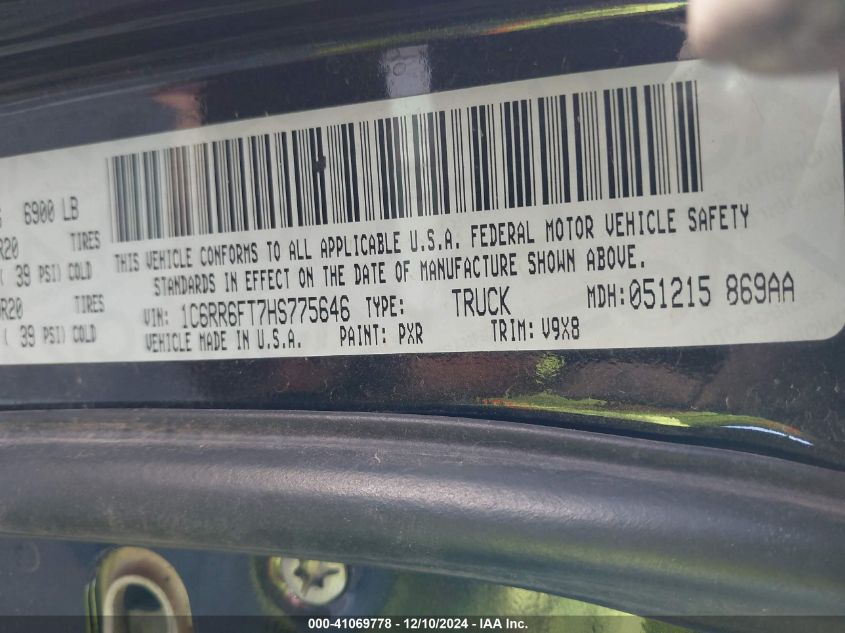 6900 LB
R20 TIRES
( 39 PSI) COLD
R20 TIRES
( 39 PSI) COLD
THIS VEHICLE CONFORMS TO ALL APPLICABLE U.S.A. FEDERAL MOTOR VEHICLE SAFETY
STANDARDS IN EFFECT ON THE DATE OF MANUFACTURE SHOWN ABOVE.
VIN: 1C6RR6FT7HS775646 TYPE: TRUCK MDH:051215 869AA
VEHICLE MADE IN U.S.A. PAINT: PXR TRIM: V9X8
000-41069778 - 12/10/2024 - IAA Inc.